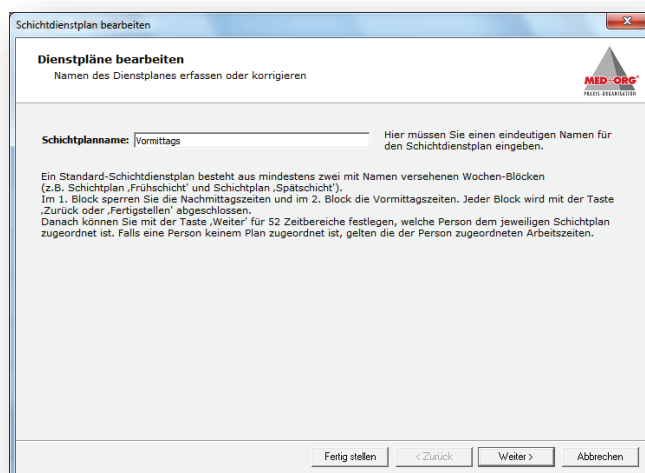 Schichtdienstplan bearbeiten
Dienstpläne bearbeiten
Namen des Dienstplanes erfassen oder korrigieren
MED+ORG®
PRAXIS-ORGANISATION
Schichtplanname: Vormittags
Hier müssen Sie einen eindeutigen Namen für
den Schichtdienstplan eingeben.
Ein Standard-Schichtdienstplan besteht aus mindestens zwei mit Namen versehenen Wochen-Blöcken
(z.B. Schichtplan ‚Frühschicht' und Schichtplan ‚Spätschicht').
Im 1. Block sperren Sie die Nachmittagszeiten und im 2. Block die Vormittagszeiten. Jeder Block wird mit der Taste
‚Zurück oder ‚Fertigstellen' abgeschlossen.
Danach können Sie mit der Taste ‚Weiter' für 52 Zeitbereiche festlegen, welche Person dem jeweiligen Schichtplan
zugeordnet ist. Falls eine Person keinem Plan zugeordnet ist, gelten die der Person zugeordneten Arbeitszeiten.
Fertig stellen < Zurück Weiter > Abbrechen